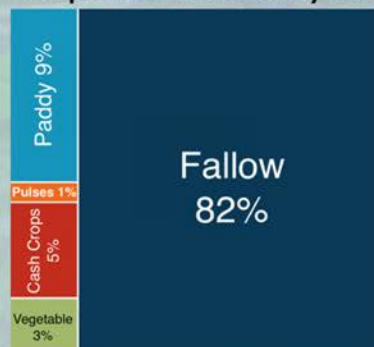 Paddy 9%
Pulses 1%
Cash Crops
5%
Vegetable
3%
Fallow
82%